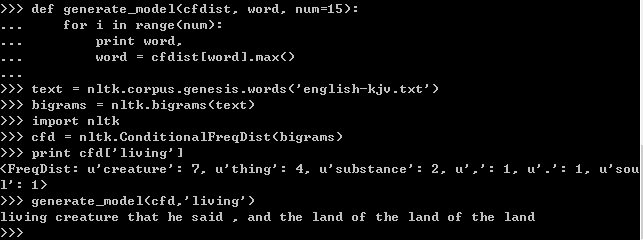 >>> def generate_model(cfdist, word, num=15):
...     for i in range(num):
...         print word,
...         word = cfdist[word].max()
...
>>> text = nltk.corpus.genesis.words('english-kjv.txt')
>>> bigrams = nltk.bigrams(text)
>>> import nltk
>>> cfd = nltk.ConditionalFreqDist(bigrams)
>>> print cfd['living']
<FreqDist: u'creature': 7, u'thing': 4, u'substance': 2, u',': 1, u'.': 1, u'sou
l': 1>
>>> generate_model(cfd,'living')
living creature that he said , and the land of the land of the land
>>>